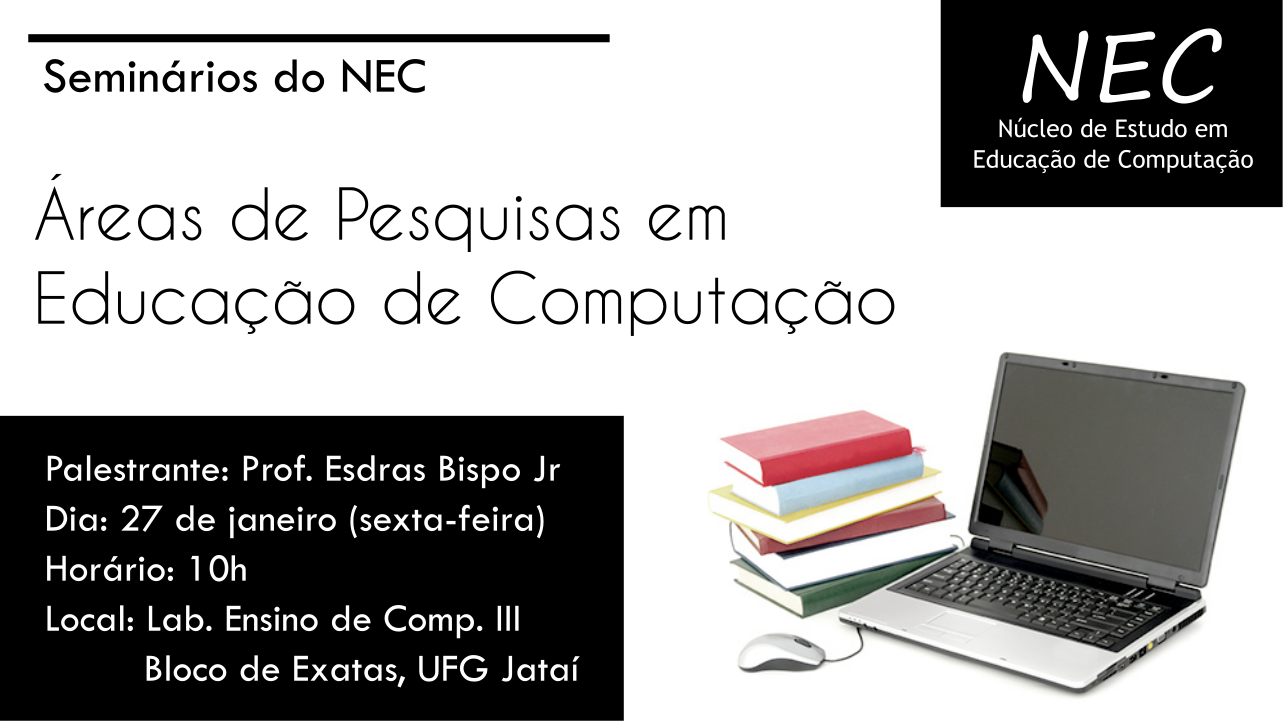 Seminários do NEC
NEC
Núcleo de Estudo em
Educação de Computação
Áreas de Pesquisas em
Educação de Computação
Palestrante: Prof. Esdras Bispo Jr
Dia: 27 de janeiro (sexta-feira)
Horário: 10h
Local: Lab. Ensino de Comp. III
Bloco de Exatas, UFG Jataí